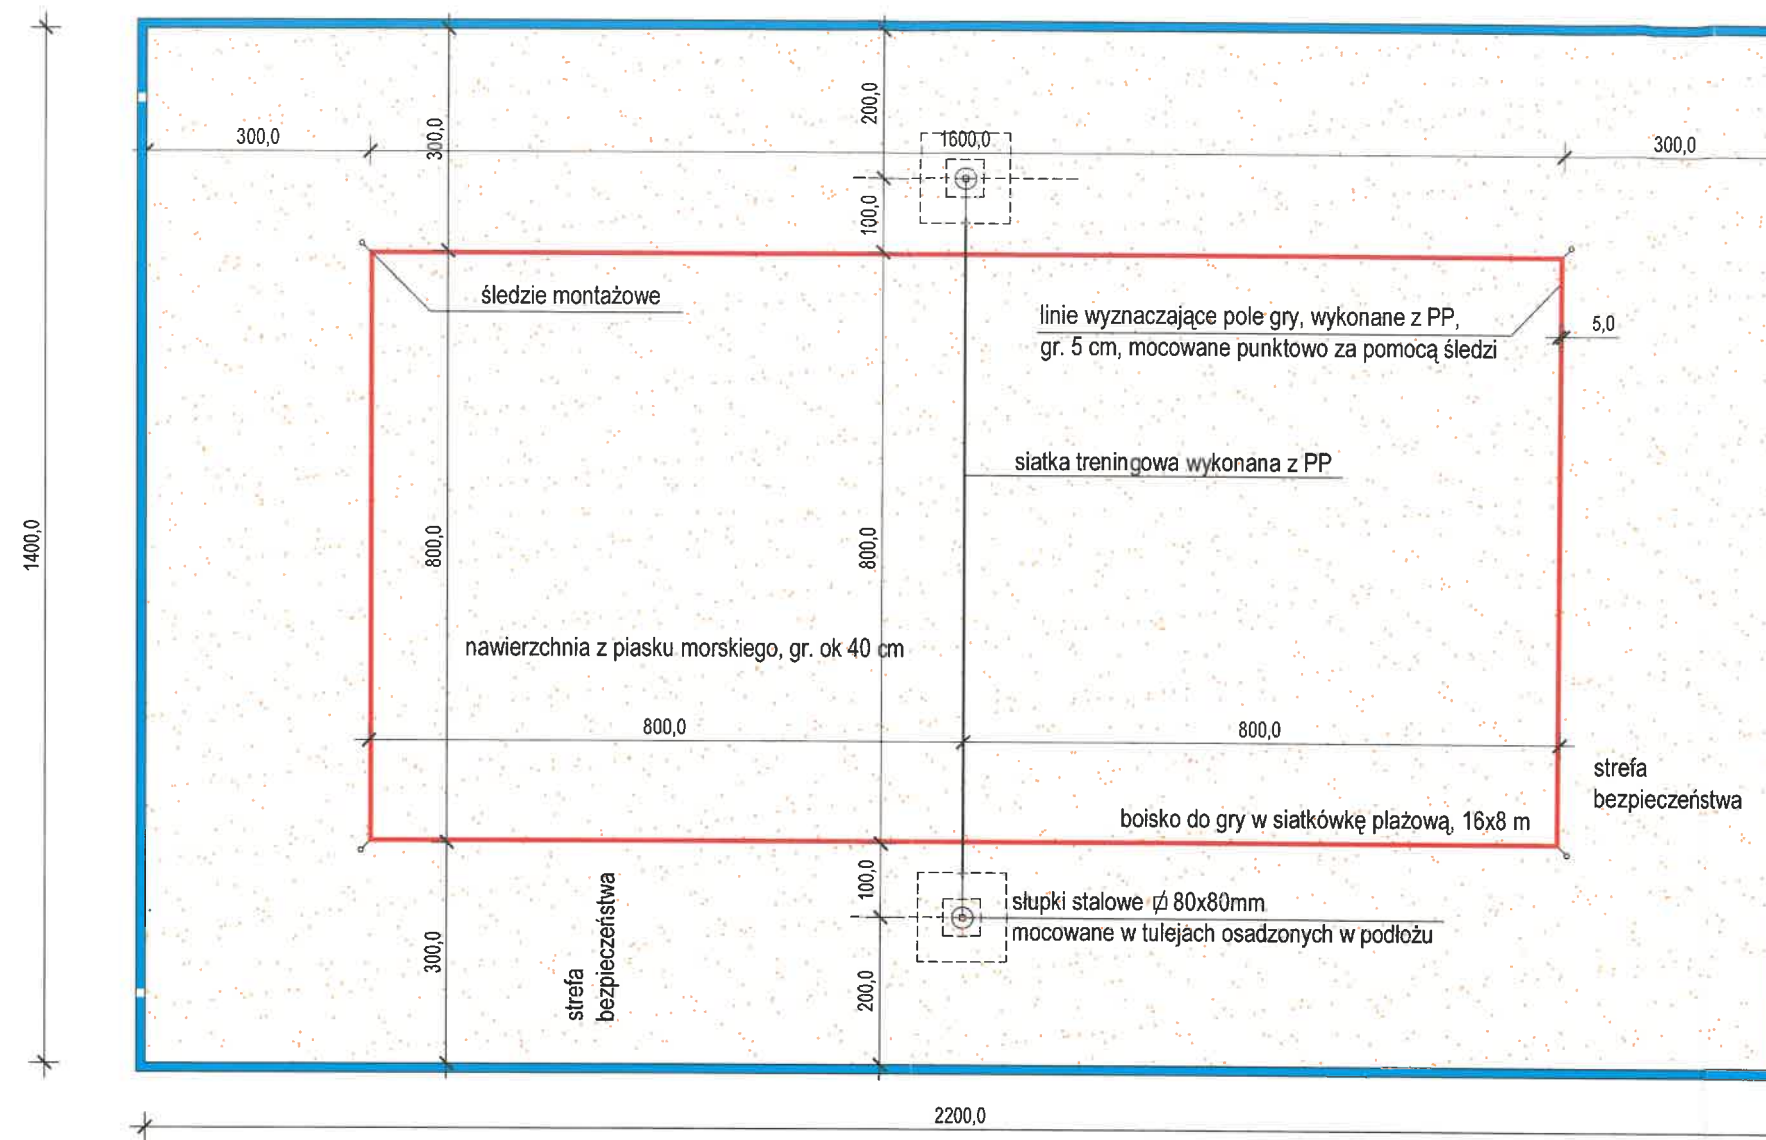 200,0
300,0
300,0
1600,0
300,0
100,0
śledzie montażowe
linie wyznaczające pole gry, wykonane z PP,
gr. 5 cm, mocowane punktowo za pomocą śledzi
5,0
siatka treningowa wykonana z PP
1400,0
800,0
800,0
nawierzchnia z piasku morskiego, gr. ok 40 cm
800,0
800,0
strefa
bezpieczeństwa
boisko do gry w siatkówkę plażową, 16x8 m
100,0
słupki stalowe ⌀ 80x80mm
mocowane w tulejach osadzonych w podłożu
300,0
strefa
bezpieczeństwa
200,0
2200,0